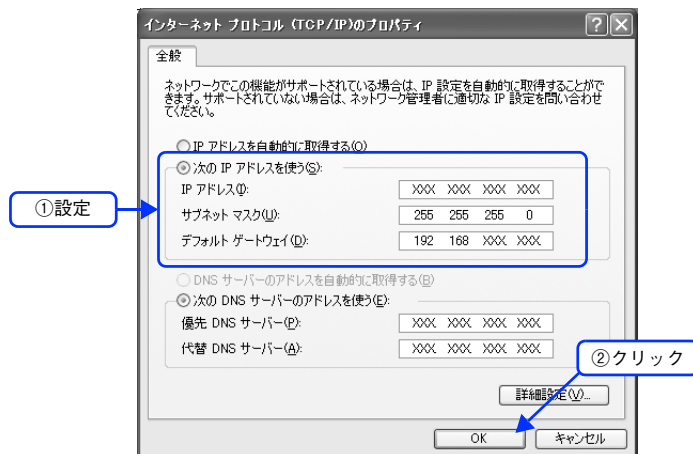 インターネット プロトコル (TCP/IP)のプロパティ
全般
ネットワークでこの機能がサポートされている場合は、IP 設定を自動的に取得することがで
きます。サポートされていない場合は、ネットワーク管理者に適切な IP 設定を問い合わせ
てください。
IP アドレスを自動的に取得する(O)
次の IP アドレスを使う(S):
IP アドレス(I): XXX XXX XXX XXX
①設定
サブネット マスク(U): 255 255 255 0
デフォルト ゲートウェイ(D): 192 168 XXX XXX
DNS サーバーのアドレスを自動的に取得する(B)
次の DNS サーバーのアドレスを使う(E):
優先 DNS サーバー(P): XXX XXX XXX XXX
代替 DNS サーバー(A): XXX XXX XXX XXX
②クリック
詳細設定(V)...
OK キャンセル